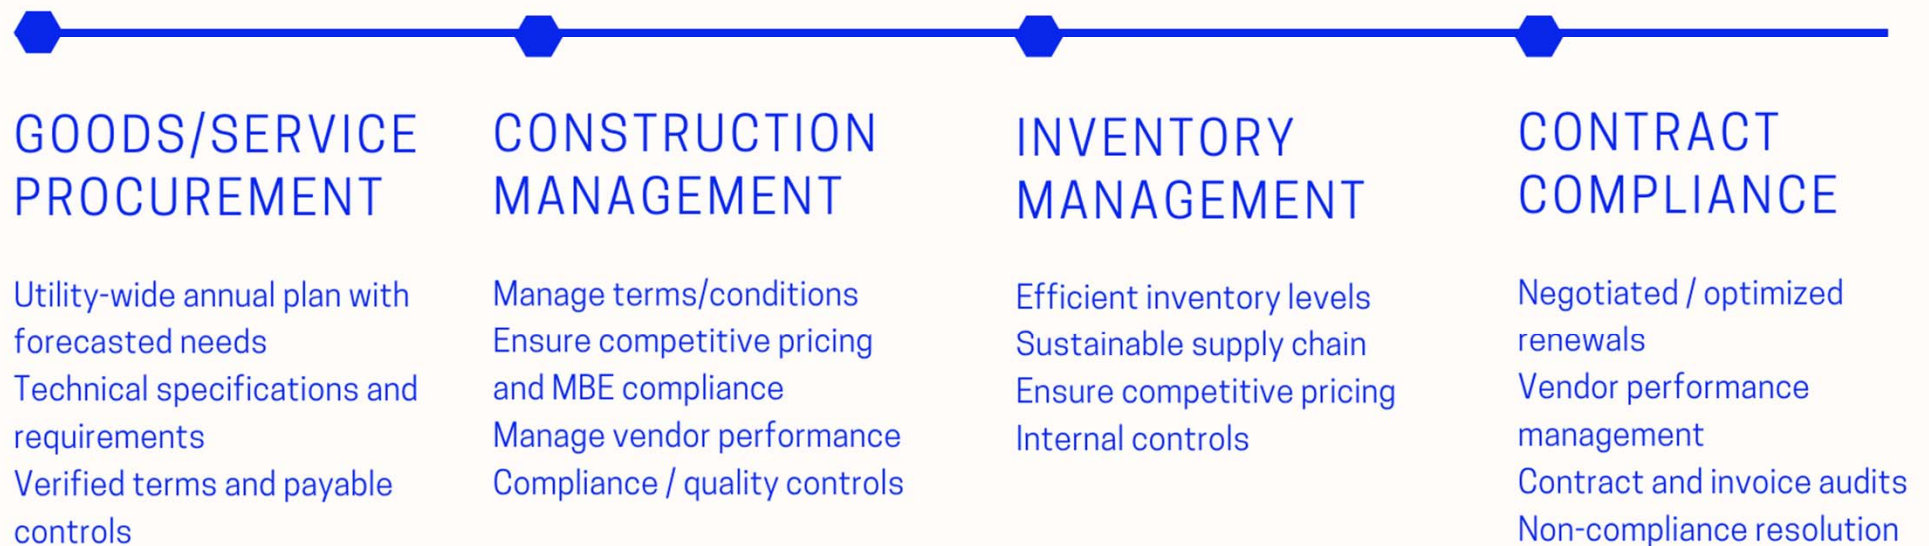 GOODS/SERVICE
PROCUREMENT
Utility-wide annual plan with
forecasted needs
Technical specifications and
requirements
Verified terms and payable
controls
CONSTRUCTION
MANAGEMENT
Manage terms/conditions
Ensure competitive pricing
and MBE compliance
Manage vendor performance
Compliance / quality controls
INVENTORY
MANAGEMENT
Efficient inventory levels
Sustainable supply chain
Ensure competitive pricing
Internal controls
CONTRACT
COMPLIANCE
Negotiated / optimized
renewals
Vendor performance
management
Contract and invoice audits
Non-compliance resolution